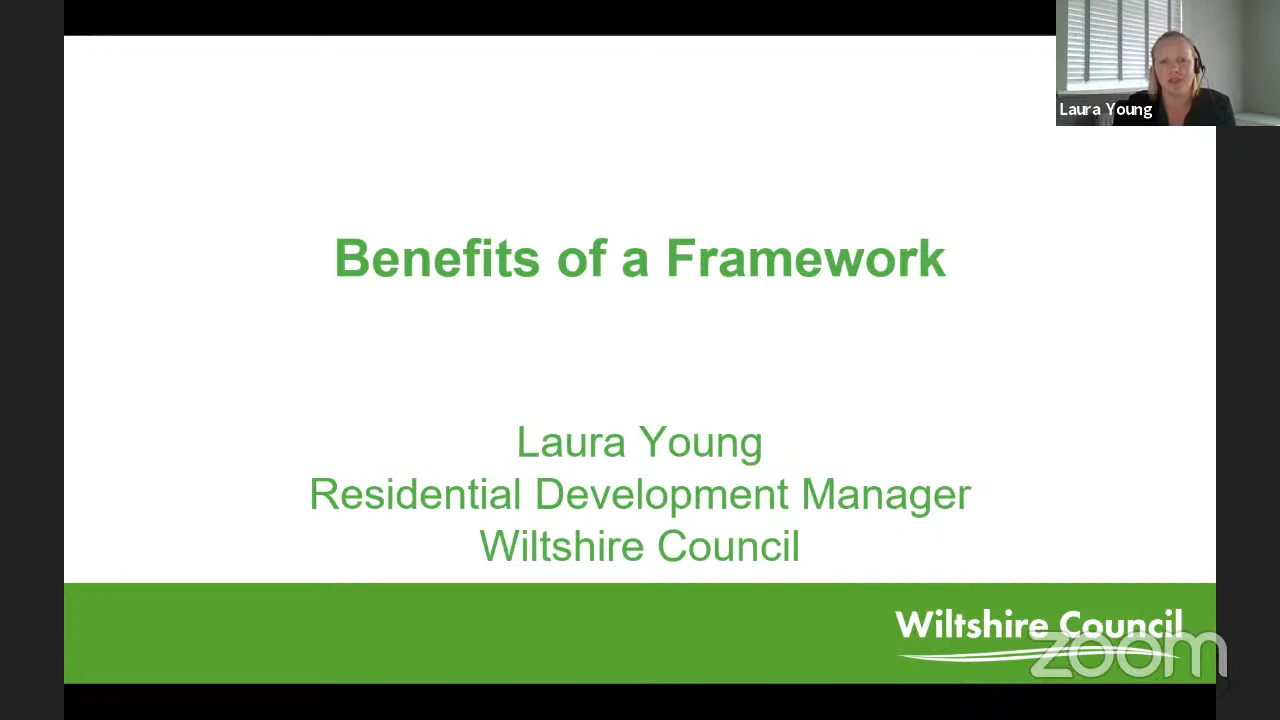 Laura Young
Benefits of a Framework
Laura Young
Residential Development Manager
Wiltshire Council
Wiltshire Council
zoom